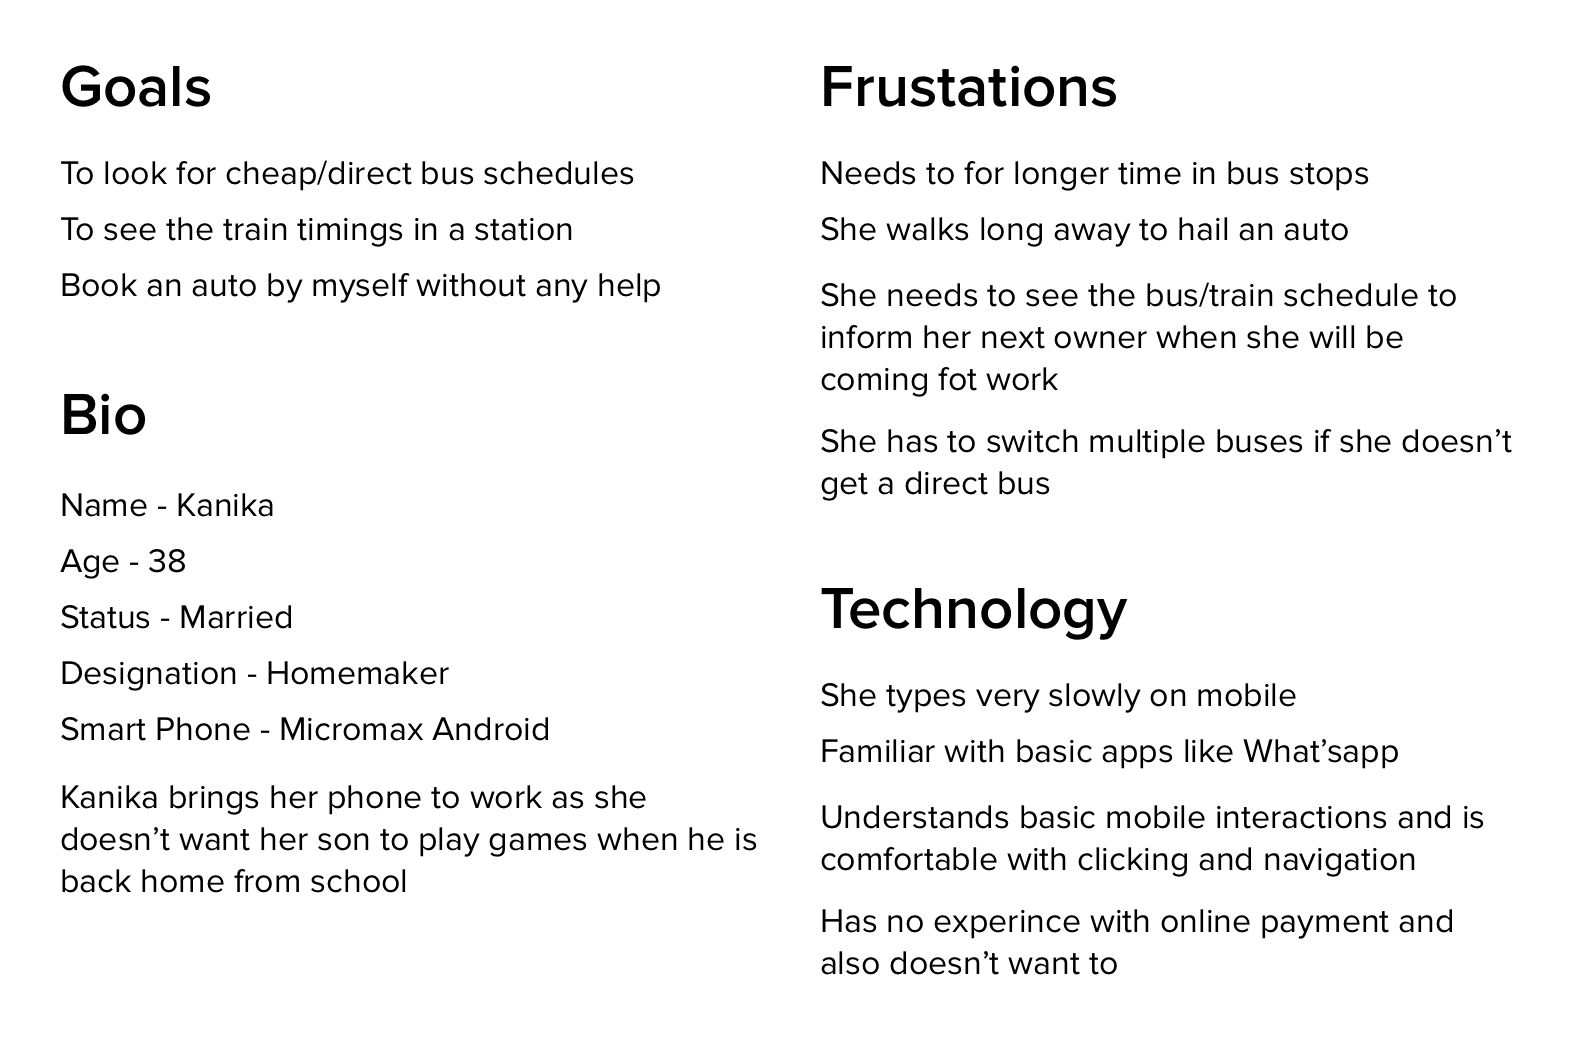 Goals
To look for cheap/direct bus schedules
To see the train timings in a station
Book an auto by myself without any help
Bio
Name - Kanika
Age - 38
Status - Married
Designation - Homemaker
Smart Phone - Micromax Android
Kanika brings her phone to work as she
doesn’t want her son to play games when he is
back home from school
Frustations
Needs to for longer time in bus stops
She walks long away to hail an auto
She needs to see the bus/train schedule to
inform her next owner when she will be
coming fot work
She has to switch multiple buses if she doesn’t
get a direct bus
Technology
She types very slowly on mobile
Familiar with basic apps like What’sapp
Understands basic mobile interactions and is
comfortable with clicking and navigation
Has no experince with online payment and
also doesn’t want to